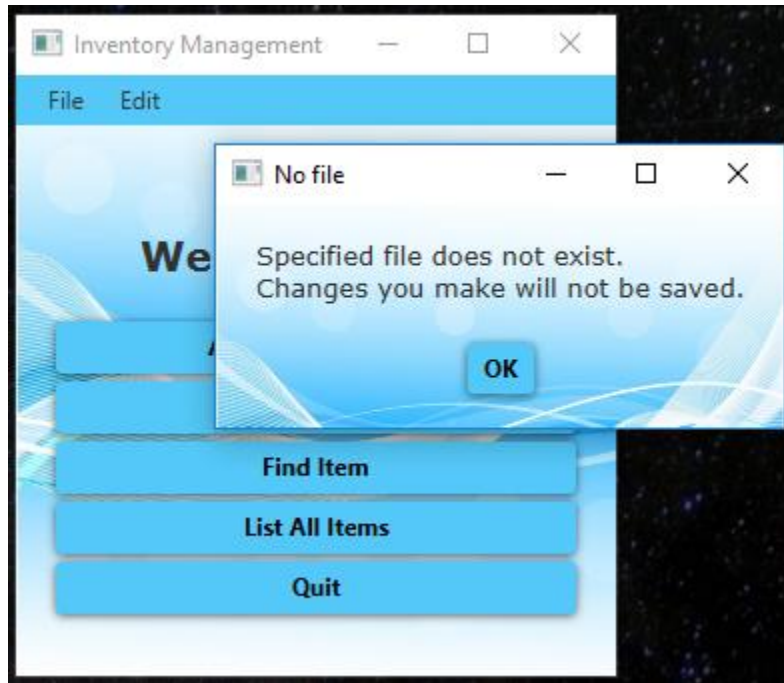 Inventory Management
File Edit
No file
We
Specified file does not exist.
Changes you make will not be saved.
OK
Find Item
List All Items
Quit